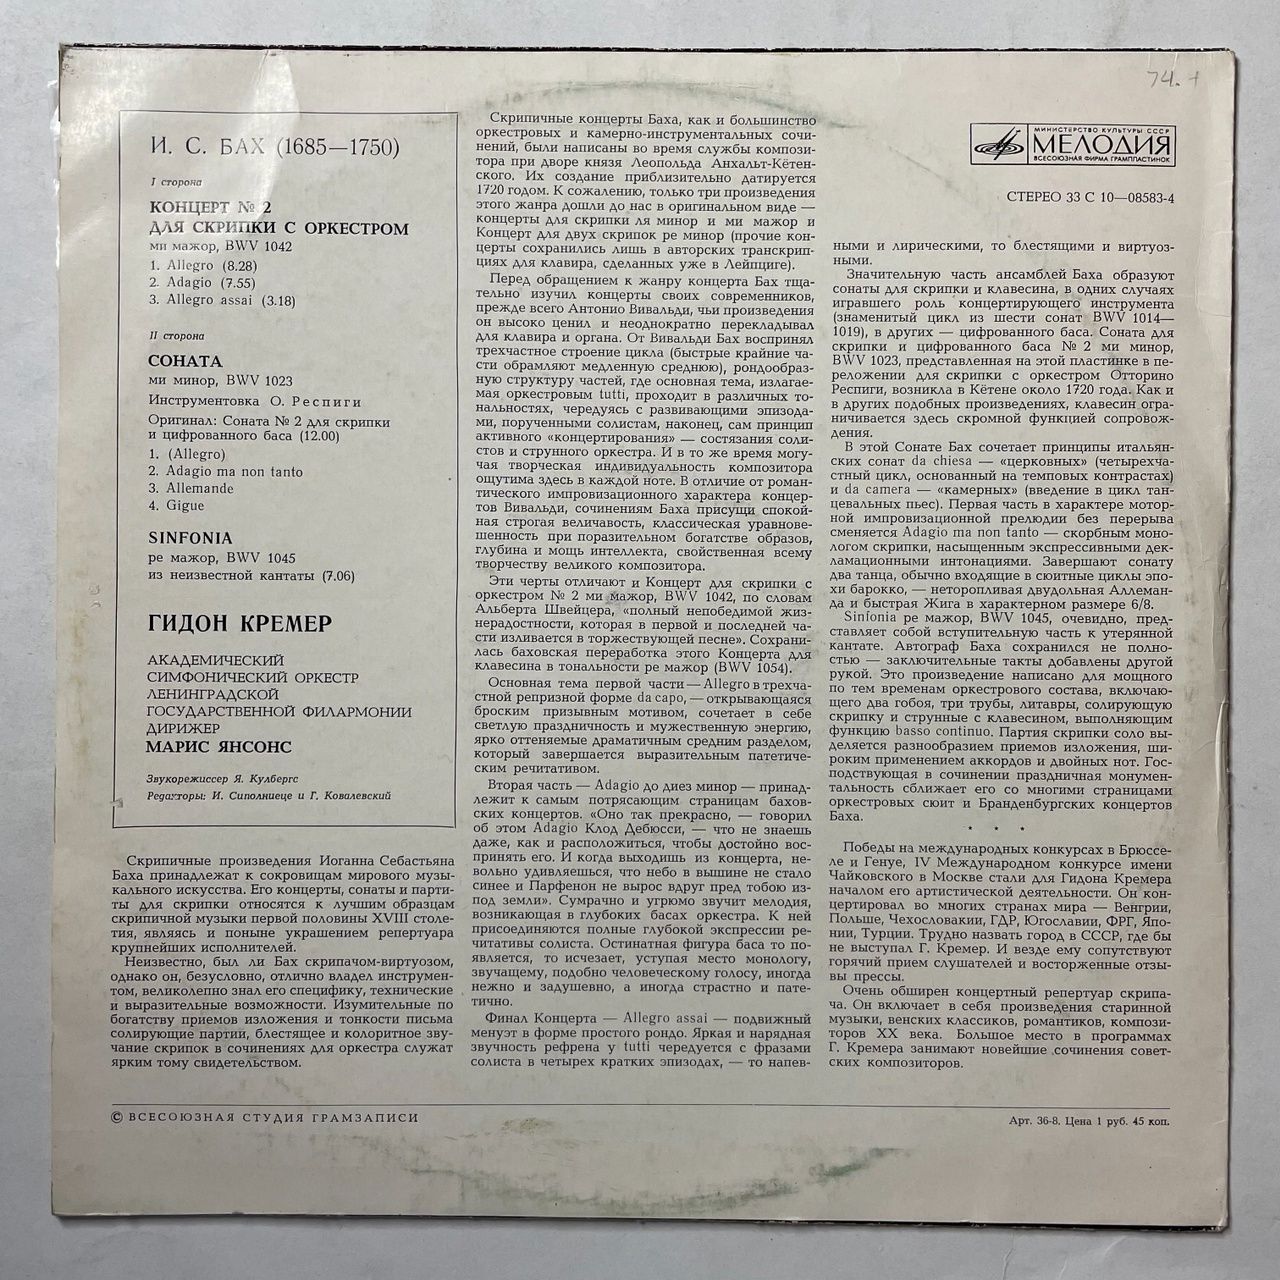 74. +
И. С. БАХ (1685—1750)
I сторона
КОНЦЕРТ № 2
ДЛЯ СКРИПКИ С ОРКЕСТРОМ
ми мажор, BWV 1042
1. Allegro (8.28)
2. Adagio (7.55)
3. Allegro assai (3.18)
II сторона
СОНАТА
ми минор, BWV 1023
Инструментовка О. Респиги
Оригинал: Соната № 2 для скрипки
и цифрованного баса (12.00)
1. (Allegro)
2. Adagio ma non tanto
3. Allemande
4. Gigue
SINFONIA
ре мажор, BWV 1045
из неизвестной кантаты (7.06)
ГИДОН КРЕМЕР
АКАДЕМИЧЕСКИЙ
СИМФОНИЧЕСКИЙ ОРКЕСТР
ЛЕНИНГРАДСКОЙ
ГОСУДАРСТВЕННОЙ ФИЛАРМОНИИ
ДИРИЖЕР
МАРИС ЯНСОНС
Звукорежиссер Я. Кулбергс
Редакторы: И. Сиполниеце и Г. Ковалевский
Скрипичные произведения Иоганна Себастьяна
Баха принадлежат к сокровищам мирового музы-
кального искусства. Его концерты, сонаты и парти-
ты для скрипки относятся к лучшим образцам
скрипичной музыки первой половины XVIII столе-
тия, являясь и поныне украшением репертуара
крупнейших исполнителей.
Неизвестно, был ли Бах скрипачом-виртуозом,
однако он, безусловно, отлично владел инструмен-
том, великолепно знал его специфику, технические
и выразительные возможности. Изумительные по
богатству приемов изложения и тонкости письма
солирующие партии, блестящее и колоритное зву-
чание скрипок в сочинениях для оркестра служат
ярким тому свидетельством.
Скрипичные концерты Баха, как и большинство
оркестровых и камерно-инструментальных сочи-
нений, были написаны во время службы компози-
тора при дворе князя Леопольда Анхальт-Кётен-
ского. Их создание приблизительно датируется
1720 годом. К сожалению, только три произведения
этого жанра дошли до нас в оригинальном виде —
концерты для скрипки ля минор и ми мажор и
Концерт для двух скрипок ре минор (прочие кон-
церты сохранились лишь в авторских транскрип-
циях для клавира, сделанных уже в Лейпциге).
Перед обращением к жанру концерта Бах тща-
тельно изучил концерты своих современников,
прежде всего Антонио Вивальди, чьи произведения
он высоко ценил и неоднократно перекладывал
для клавира и органа. От Вивальди Бах воспринял
трехчастное строение цикла (быстрые крайние ча-
сти обрамляют медленную среднюю), рондообраз-
ную структуру частей, где основная тема, излагае-
мая оркестровым tutti, проходит в различных то-
нальностях, чередуясь с развивающими эпизода-
ми, порученными солистам, наконец, сам принцип
активного «концертирования» — состязания соли-
стов и струнного оркестра. И в то же время могу-
чая творческая индивидуальность композитора
ощутима здесь в каждой ноте. В отличие от роман-
тического импровизационного характера концер-
тов Вивальди, сочинениям Баха присущи спокой-
ная строгая величавость, классическая уравнове-
шенность при поразительном богатстве образов,
глубина и мощь интеллекта, свойственная всему
творчеству великого композитора.
Эти черты отличают и Концерт для скрипки с
оркестром № 2 ми мажор, BWV 1042, по словам
Альберта Швейцера, «полный непобедимой жиз-
нерадостности, которая в первой и последней ча-
сти изливается в торжествующей песне». Сохрани-
лась баховская переработка этого Концерта для
клавесина в тональности ре мажор (BWV 1054).
Основная тема первой части — Allegro в трехча-
стной репризной форме da capo, — открывающаяся
броским призывным мотивом, сочетает в себе
светлую праздничность и мужественную энергию,
ярко оттеняемые драматичным средним разделом,
который завершается выразительным патетиче-
ским речитативом.
Вторая часть — Adagio до диез минор — принад-
лежит к самым потрясающим страницам бахов-
ских концертов. «Оно так прекрасно, — говорил
об этом Adagio Клод Дебюсси, — что не знаешь
даже, как и расположиться, чтобы достойно вос-
принять его. И когда выходишь из концерта, не-
вольно удивляешься, что небо в вышине не стало
синее и Парфенон не вырос вдруг пред тобою из-
под земли». Сумрачно и угрюмо звучит мелодия,
возникающая в глубоких басах оркестра. К ней
присоединяются полные глубокой экспрессии ре-
читативы солиста. Остинатная фигура баса то по-
является, то исчезает, уступая место монологу,
звучащему, подобно человеческому голосу, иногда
нежно и задушевно, а иногда страстно и пате-
тично.
Финал Концерта — Allegro assai — подвижный
менуэт в форме простого рондо. Яркая и нарядная
звучность рефрена у tutti чередуется с фразами
солиста в четырех кратких эпизодах, — то напев-
МИНИСТЕРСТВО КУЛЬТУРЫ СССР
МЕЛОДИЯ
ВСЕСОЮЗНАЯ ФИРМА ГРАМПЛАСТИНОК
СТЕРЕО 33 С 10—08583-4
ными и лирическими, то блестящими и виртуоз-
ными.
Значительную часть ансамблей Баха образуют
сонаты для скрипки и клавесина, в одних случаях
игравшего роль концертирующего инструмента
(знаменитый цикл из шести сонат BWV 1014—
1019), в других — цифрованного баса. Соната для
скрипки и цифрованного баса № 2 ми минор,
BWV 1023, представленная на этой пластинке в пе-
реложении для скрипки с оркестром Отторино
Респиги, возникла в Кётене около 1720 года. Как и
в других подобных произведениях, клавесин огра-
ничивается здесь скромной функцией сопровож-
дения.
В этой Сонате Бах сочетает принципы итальян-
ских сонат da chiesa — «церковных» (четырехча-
стный цикл, основанный на темповых контрастах)
и da camera — «камерных» (введение в цикл тан-
цевальных пьес). Первая часть в характере мотор-
ной импровизационной прелюдии без перерыва
сменяется Adagio ma non tanto — скорбным моно-
логом скрипки, насыщенным экспрессивными дек-
ламационными интонациями. Завершают сонату
два танца, обычно входящие в сюитные циклы эпо-
хи барокко, — неторопливая двудольная Аллеман-
да и быстрая Жига в характерном размере 6/8.
Sinfonia ре мажор, BWV 1045, очевидно, пред-
ставляет собой вступительную часть к утерянной
кантате. Автограф Баха сохранился не полно-
стью — заключительные такты добавлены другой
рукой. Это произведение написано для мощного
по тем временам оркестрового состава, включаю-
щего два гобоя, три трубы, литавры, солирующую
скрипку и струнные с клавесином, выполняющим
функцию basso continuo. Партия скрипки соло вы-
деляется разнообразием приемов изложения, ши-
роким применением аккордов и двойных нот. Гос-
подствующая в сочинении праздничная монумен-
тальность сближает его со многими страницами
оркестровых сюит и Бранденбургских концертов
Баха.
* * *
Победы на международных конкурсах в Брюссе-
ле и Генуе, IV Международном конкурсе имени
Чайковского в Москве стали для Гидона Кремера
началом его артистической деятельности. Он кон-
цертировал во многих странах мира — Венгрии,
Польше, Чехословакии, ГДР, Югославии, ФРГ, Япо-
нии, Турции. Трудно назвать город в СССР, где бы
не выступал Г. Кремер. И везде ему сопутствуют
горячий прием слушателей и восторженные отзы-
вы прессы.
Очень обширен концертный репертуар скрипа-
ча. Он включает в себя произведения старинной
музыки, венских классиков, романтиков, компози-
торов XX века. Большое место в программах
Г. Кремера занимают новейшие сочинения совет-
ских композиторов.
© ВСЕСОЮЗНАЯ СТУДИЯ ГРАМЗАПИСИ
Арт. 36-8. Цена 1 руб. 45 коп.